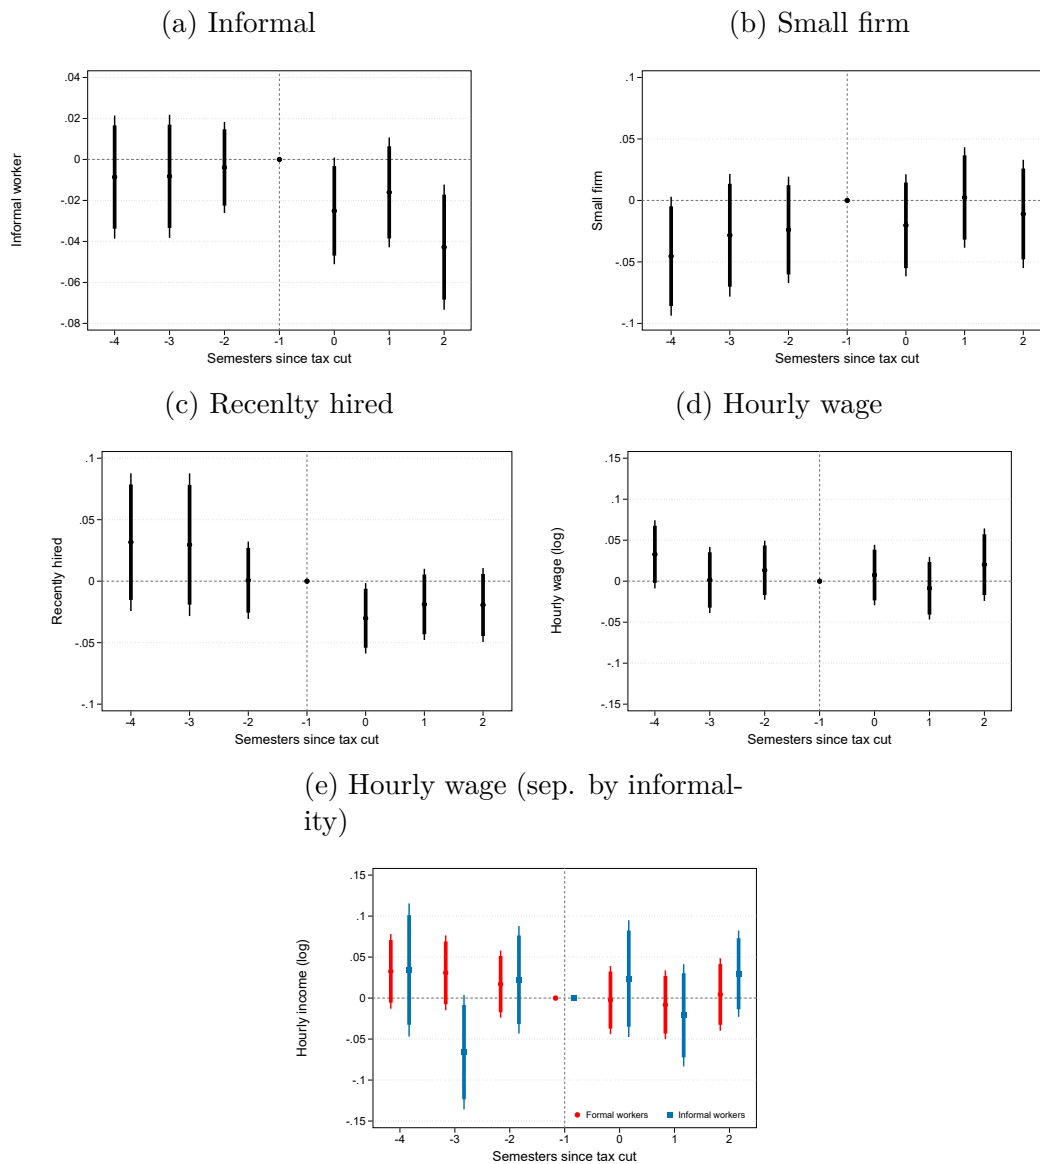 (a) Informal
.04
.02
0
-.02
-.04
-.06
-.08
Informal worker
-4 -3 -2 -1 0 1 2
Semesters since tax cut
(b) Small firm
.1
.05
0
-.05
-.1
Small firm
-4 -3 -2 -1 0 1 2
Semesters since tax cut
(c) Recenlty hired
.1
.05
0
-.05
-.1
Recently hired
-4 -3 -2 -1 0 1 2
Semesters since tax cut
(d) Hourly wage
.15
.1
.05
0
-.05
-.1
-.15
Hourly wage (log)
-4 -3 -2 -1 0 1 2
Semesters since tax cut
(e) Hourly wage (sep. by informal-
ity)
.15
.1
.05
0
-.05
-.1
-.15
Hourly income (log)
Formal workers Informal workers
-4 -3 -2 -1 0 1 2
Semesters since tax cut